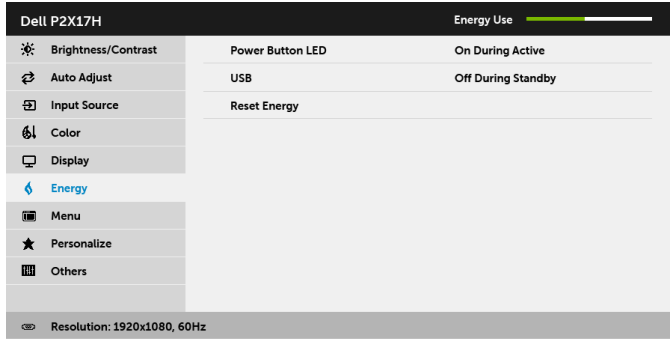 Dell P2X17H Energy Use
Brightness/Contrast Power Button LED On During Active
Auto Adjust USB Off During Standby
Input Source Reset Energy
Color
Display
Energy
Menu
Personalize
Others
Resolution: 1920x1080, 60Hz